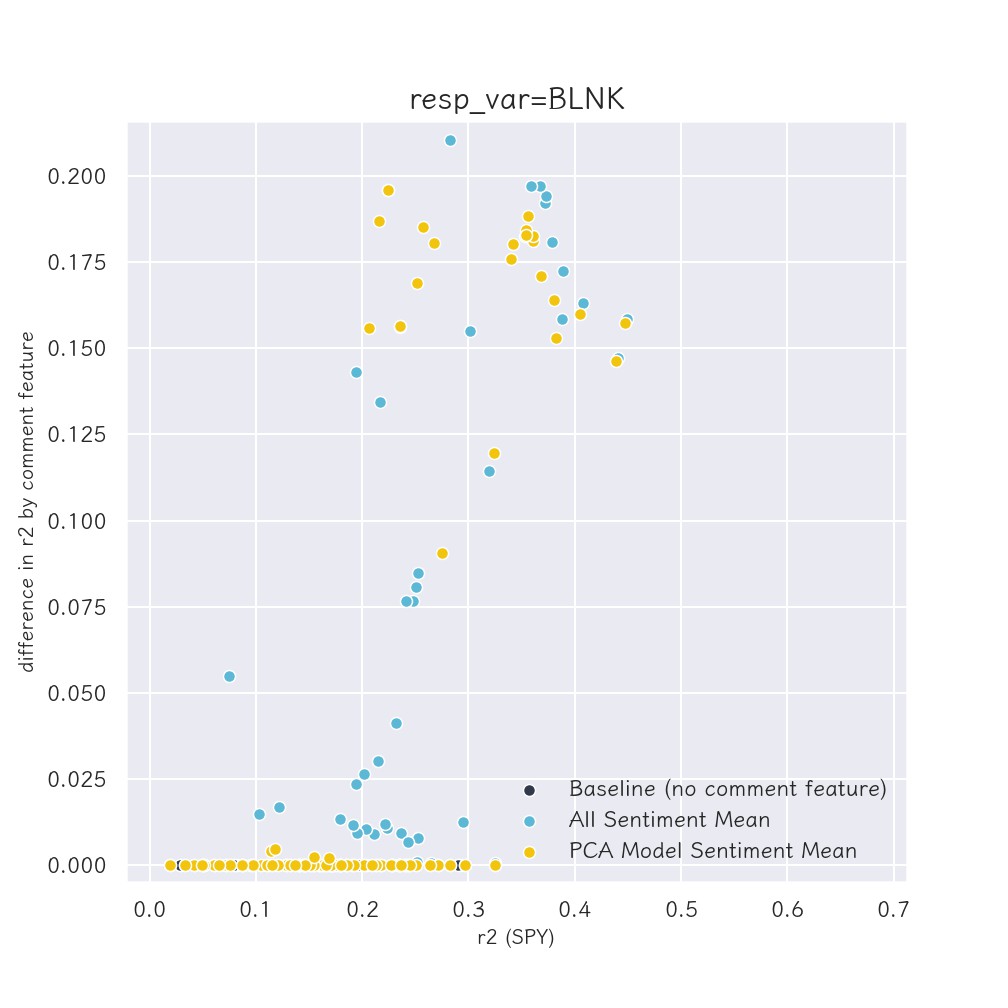 resp_var=BLNK
0.200
0.175
0.150
0.125
0.100
0.075
0.050
0.025
0.000
difference in r2 by comment feature
Baseline (no comment feature)
All Sentiment Mean
PCA Model Sentiment Mean
0.0 0.1 0.2 0.3 0.4 0.5 0.6 0.7
r2 (SPY)